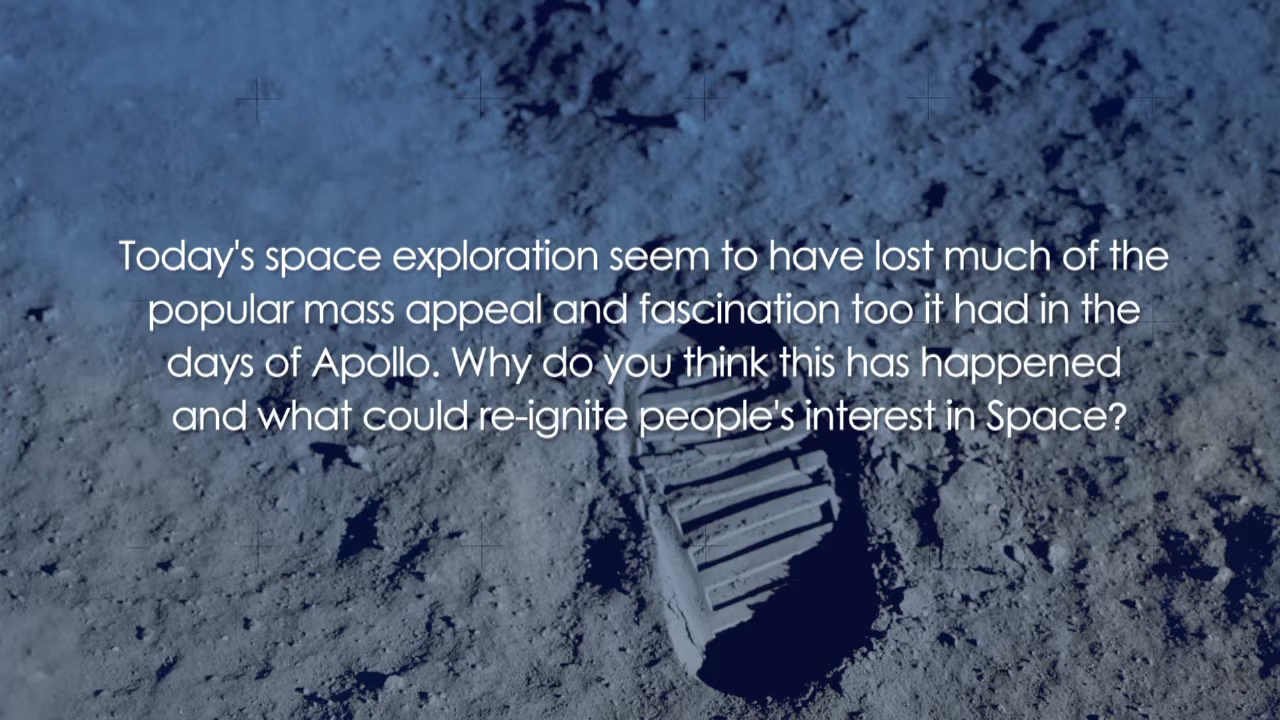 Today's space exploration seem to have lost much of the
popular mass appeal and fascination too it had in the
days of Apollo. Why do you think this has happened
and what could re-ignite people's interest in Space?